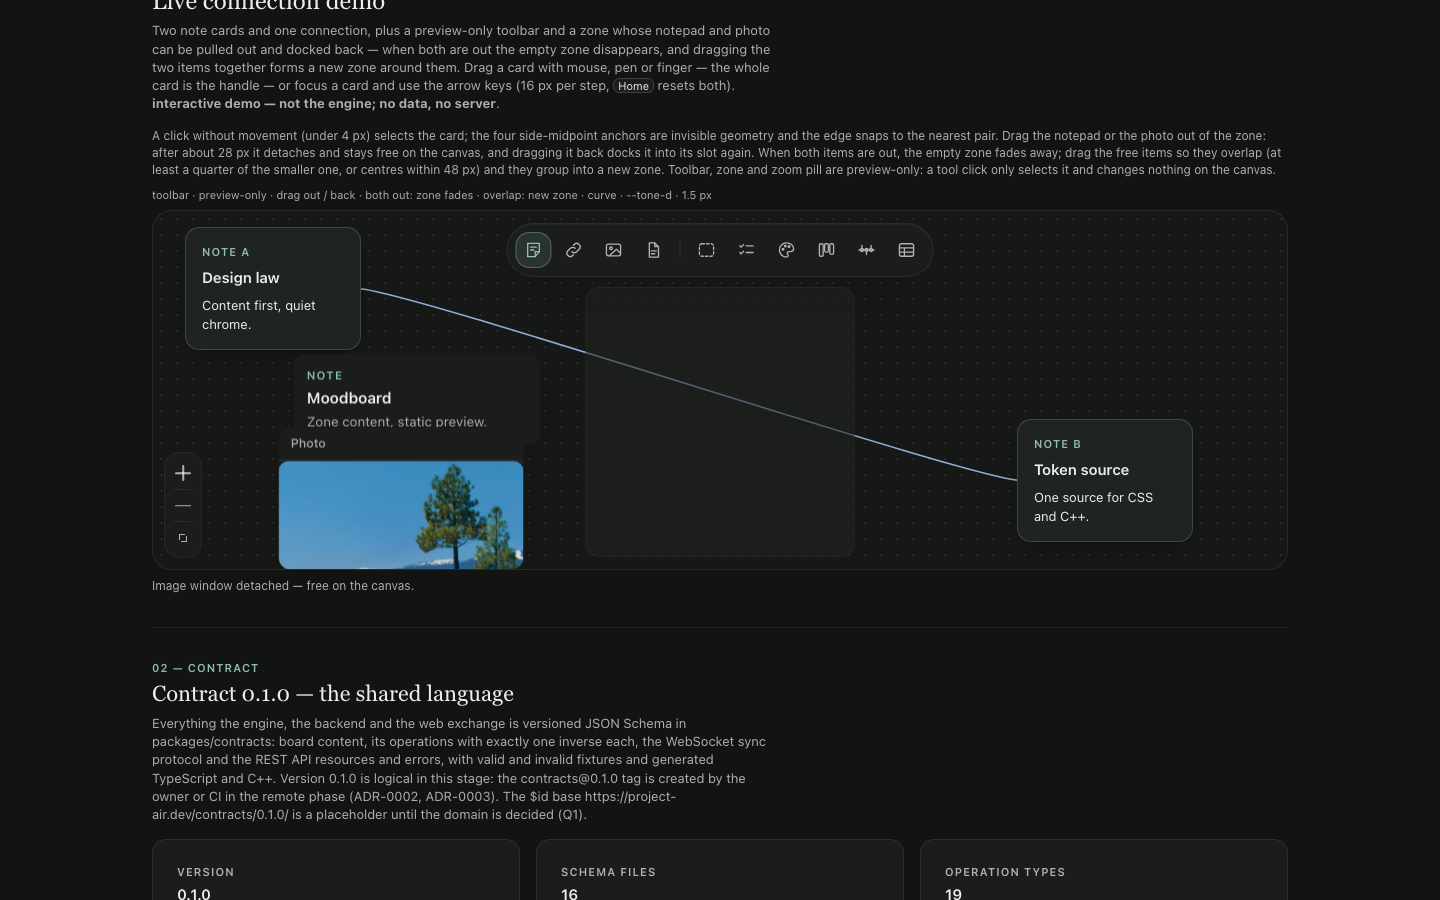 Live connection demo
Two note cards and one connection, plus a preview-only toolbar and a zone whose notepad and photo
can be pulled out and docked back — when both are out the empty zone disappears, and dragging the
two items together forms a new zone around them. Drag a card with mouse, pen or finger — the whole
card is the handle — or focus a card and use the arrow keys (16 px per step, Home resets both).
interactive demo — not the engine; no data, no server.
A click without movement (under 4 px) selects the card; the four side-midpoint anchors are invisible geometry and the edge snaps to the nearest pair. Drag the notepad or the photo out of the zone:
after about 28 px it detaches and stays free on the canvas, and dragging it back docks it into its slot again. When both items are out, the empty zone fades away; drag the free items so they overlap (at
least a quarter of the smaller one, or centres within 48 px) and they group into a new zone. Toolbar, zone and zoom pill are preview-only: a tool click only selects it and changes nothing on the canvas.
toolbar · preview-only · drag out / back · both out: zone fades · overlap: new zone · curve · --tone-d · 1.5 px
NOTE A
Design law
Content first, quiet
chrome.
NOTE
Moodboard
Zone content, static preview.
Photo
NOTE B
Token source
One source for CSS
and C++.
Image window detached — free on the canvas.
02 — CONTRACT
Contract 0.1.0 — the shared language
Everything the engine, the backend and the web exchange is versioned JSON Schema in
packages/contracts: board content, its operations with exactly one inverse each, the WebSocket sync
protocol and the REST API resources and errors, with valid and invalid fixtures and generated
TypeScript and C++. Version 0.1.0 is logical in this stage: the contracts@0.1.0 tag is created by the
owner or CI in the remote phase (ADR-0002, ADR-0003). The $id base https://project-
air.dev/contracts/0.1.0/ is a placeholder until the domain is decided (Q1).
VERSION
0.1.0
SCHEMA FILES
16
OPERATION TYPES
19